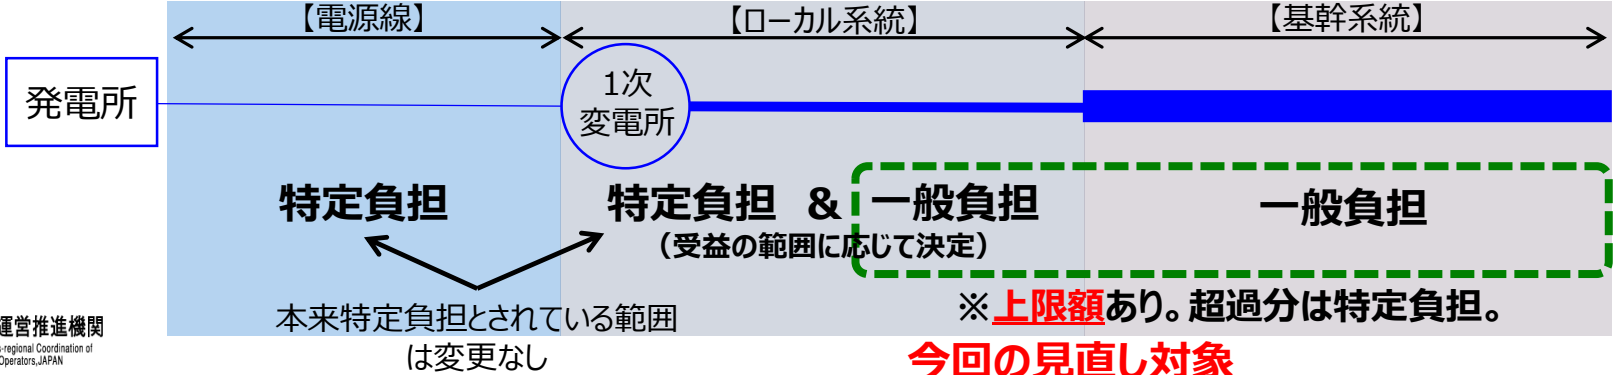 【電源線】
【ローカル系統】
【基幹系統】
発電所
1次
変電所
特定負担
特定負担 & 一般負担
（受益の範囲に応じて決定）
一般負担
本来特定負担とされている範囲
は変更なし
※上限額あり。超過分は特定負担。
今回の見直し対象
運営推進機関
-regional Coordination of
Operators,JAPAN